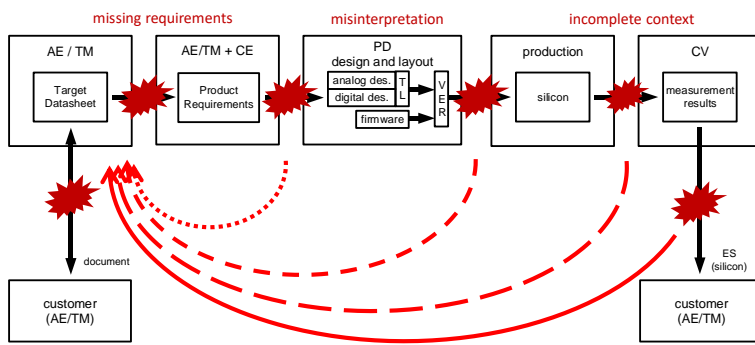 missing requirements
misinterpretation
incomplete context
AE / TM
Target
Datasheet
AE/TM + CE
Product
Requirements
PD
design and layout
analog des.
digital des.
T
L
firmware
V
E
R
production
silicon
CV
measurement
results
document
customer
(AE/TM)
ES
(silicon)
customer
(AE/TM)